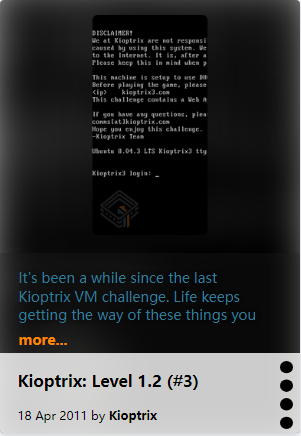 DISCLAIMER!
We at Kioptrix are not responsi
caused by using this system. We
to the Internet. It is, after a
Please keep this in mind when p
This machine is setup to use DH
Before playing the game, please
<ip> kioptrix3.com
This challenge contains a Web A
If you have any questions, plea
comms[at]kioptrix.com
Hope you enjoy this challenge.
-Kioptrix Team
Ubuntu 8.04.3 LTS Kioptrix3 tty
Kioptrix3 login: _
It's been a while since the last
Kioptrix VM challenge. Life keeps
getting the way of these things you
more...
Kioptrix: Level 1.2 (#3)
18 Apr 2011 by Kioptrix